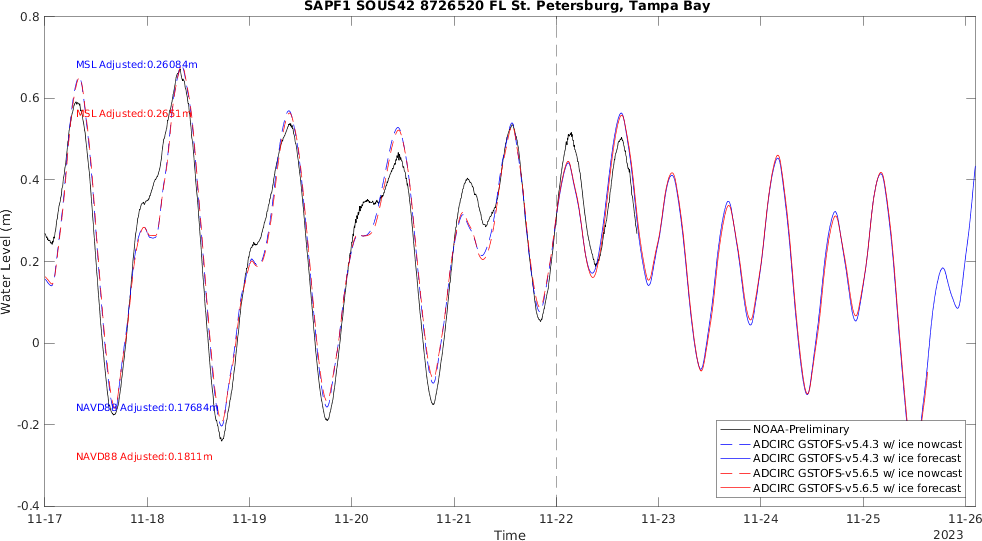 SAPF1 SOUS42 8726520 FL St. Petersburg, Tampa Bay
0.8
0.6
0.4
0.2
0
-0.2
-0.4
Water Level (m)
MSL Adjusted:0.26084m
MSL Adjusted:0.2651m
NAVD88 Adjusted:0.17684m
NAVD88 Adjusted:0.1811m
NOAA-Preliminary
ADCIRC GSTOFS-v5.4.3 w/ ice nowcast
ADCIRC GSTOFS-v5.4.3 w/ ice forecast
ADCIRC GSTOFS-v5.6.5 w/ ice nowcast
ADCIRC GSTOFS-v5.6.5 w/ ice forecast
11-17 11-18 11-19 11-20 11-21 11-22 11-23 11-24 11-25 11-26
Time
2023